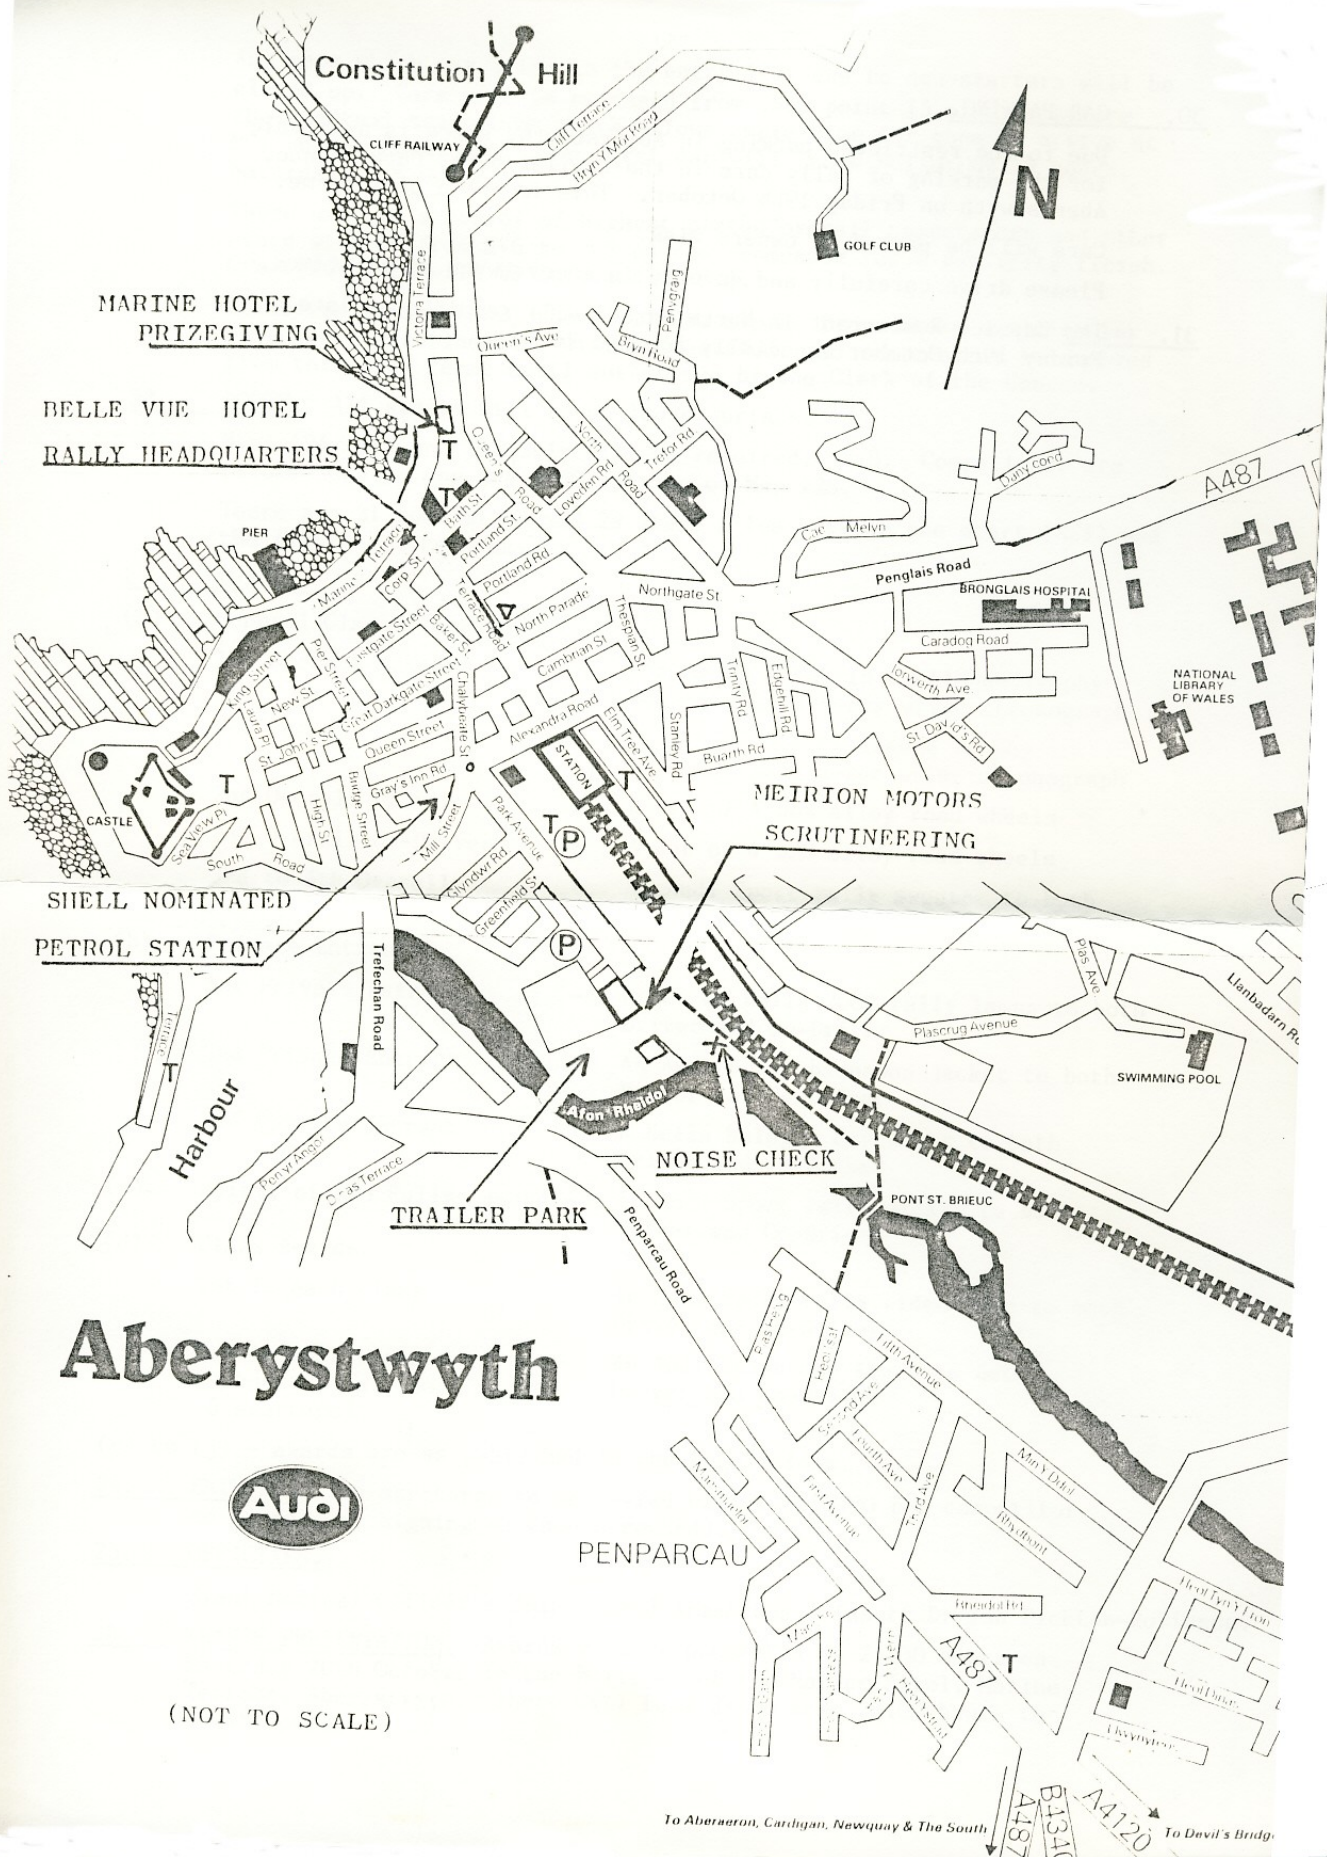 Constitution Hill
CLIFF RAILWAY
Cliff Terrace
Bryn Y Mor Road
N
GOLF CLUB
Victoria Terrace
Penygraig
MARINE HOTEL
PRIZEGIVING
Queen's Ave
Bryn Road
BELLE VUE HOTEL
RALLY HEADQUARTERS
T
T
Queen's Road
North Road
Trefor Rd
Loveden Rd
Dany coed
A487
Bath St
Portland St
Cae Melyn
PIER
Marine Terrace
Corp. St
Portland Rd
Penglais Road
BRONGLAIS HOSPITAL
Northgate St.
Terrace Road
North Parade
Thespian St
Eastgate Street
Baker St
Cambrian St
Caradog Road
Pier Street
King Street
New St
Laura Pl
Great Darkgate Street
Chalybeate St
Trinity Rd
Edgehill Rd
Iorwerth Ave.
NATIONAL
LIBRARY
OF WALES
St John's Sq
Queen Street
Alexandra Road
Elm Tree Ave
Stanley Rd
Buarth Rd
St David's Rd
Gray's Inn Rd
STATION
T
T
MEIRION MOTORS
SCRUTINEERING
CASTLE
Sea View Pl
High St
Bridge Street
Mill Street
Park Avenue
T
P
South Road
Glyndwr Rd
Greenfield St
SHELL NOMINATED
PETROL STATION
P
Trefechan Road
Plas Ave.
Llanbadarn Ro
Plascrug Avenue
SWIMMING POOL
Terrace
T
Harbour
Afon Rheidol
NOISE CHECK
Pen yr Angor
TRAILER PARK
PONT ST. BRIEUC
Penparcau Road
Aberystwyth
Fifth Avenue
Second Ave
Fourth Ave
Third Ave
First Avenue
Min Y Ddol
Rhydybont
Audi
PENPARCAU
Rheidol Rd
Heol Tyn Y Fron
A487
T
Heol Dinas
(NOT TO SCALE)
To Aberaeron, Cardigan, Newquay & The South
A487
B4340
A4120
To Devil's Bridge